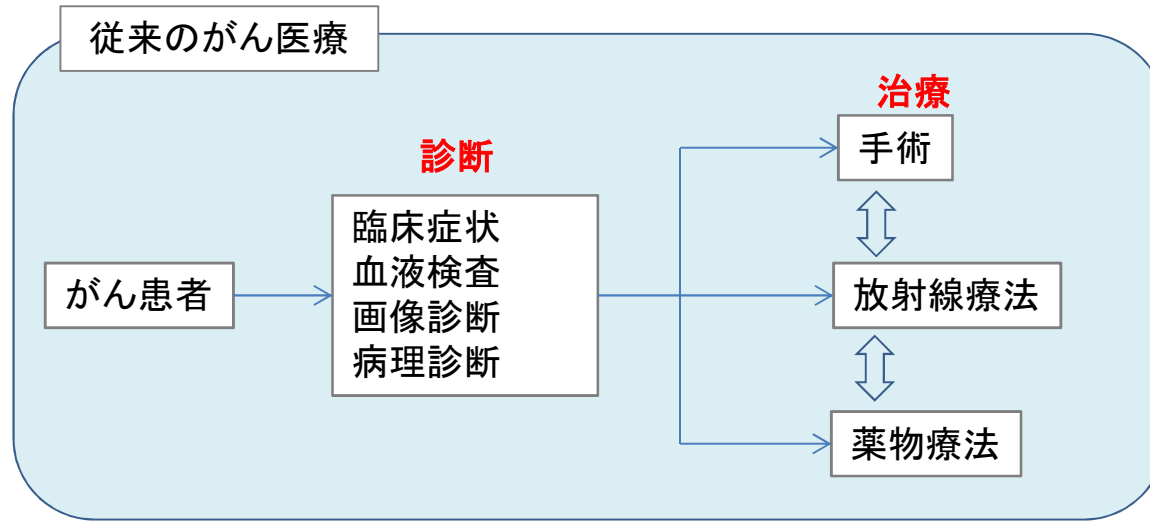 従来のがん医療
治療
手術
診断
臨床症状
血液検査
画像診断
病理診断
がん患者
放射線療法
薬物療法